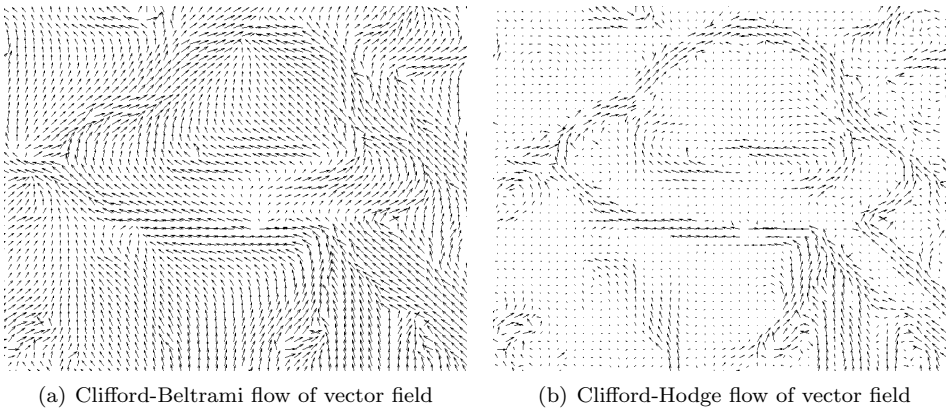 (a) Clifford-Beltrami flow of vector field
(b) Clifford-Hodge flow of vector field